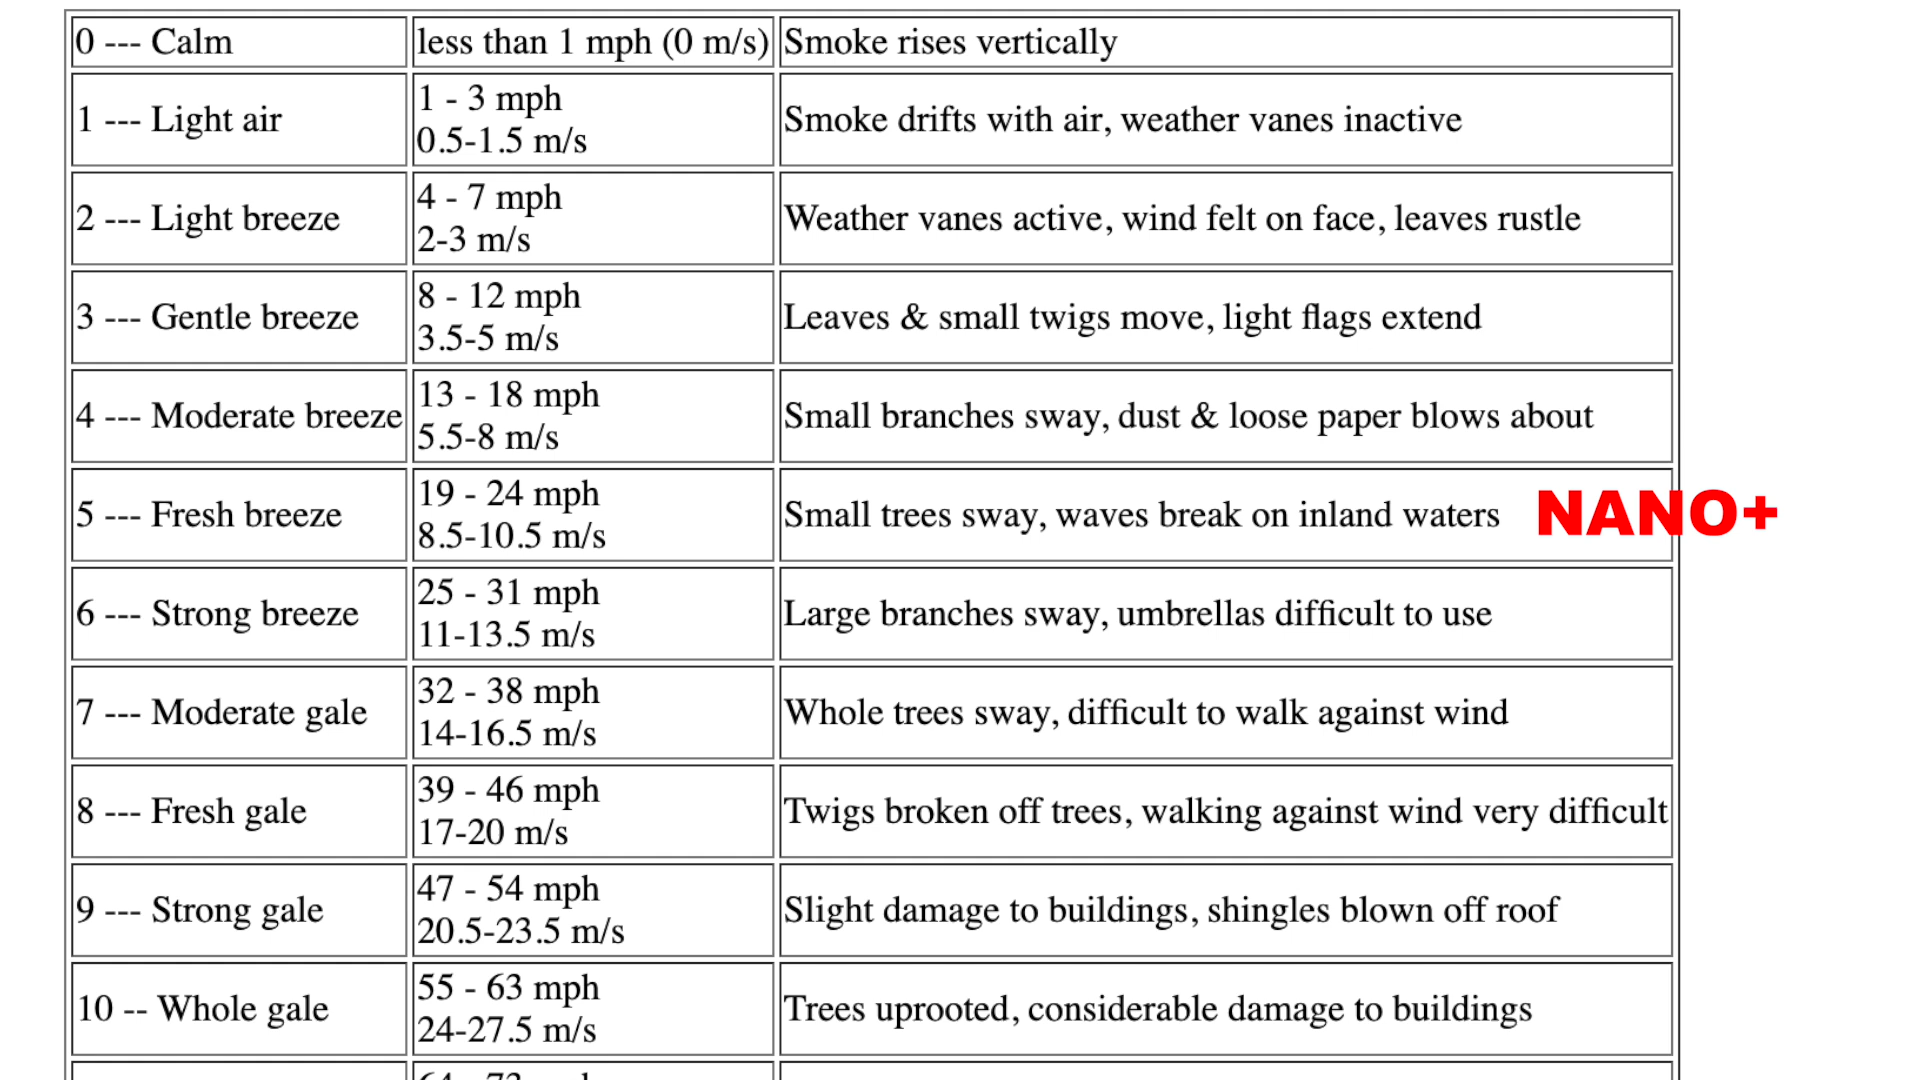 0 --- Calm
less than 1 mph (0 m/s)
Smoke rises vertically
1 --- Light air
1 - 3 mph
0.5-1.5 m/s
Smoke drifts with air, weather vanes inactive
2 --- Light breeze
4 - 7 mph
2-3 m/s
Weather vanes active, wind felt on face, leaves rustle
3 --- Gentle breeze
8 - 12 mph
3.5-5 m/s
Leaves & small twigs move, light flags extend
4 --- Moderate breeze
13 - 18 mph
5.5-8 m/s
Small branches sway, dust & loose paper blows about
5 --- Fresh breeze
19 - 24 mph
8.5-10.5 m/s
Small trees sway, waves break on inland waters
NANO+
6 --- Strong breeze
25 - 31 mph
11-13.5 m/s
Large branches sway, umbrellas difficult to use
7 --- Moderate gale
32 - 38 mph
14-16.5 m/s
Whole trees sway, difficult to walk against wind
8 --- Fresh gale
39 - 46 mph
17-20 m/s
Twigs broken off trees, walking against wind very difficult
9 --- Strong gale
47 - 54 mph
20.5-23.5 m/s
Slight damage to buildings, shingles blown off roof
10 -- Whole gale
55 - 63 mph
24-27.5 m/s
Trees uprooted, considerable damage to buildings